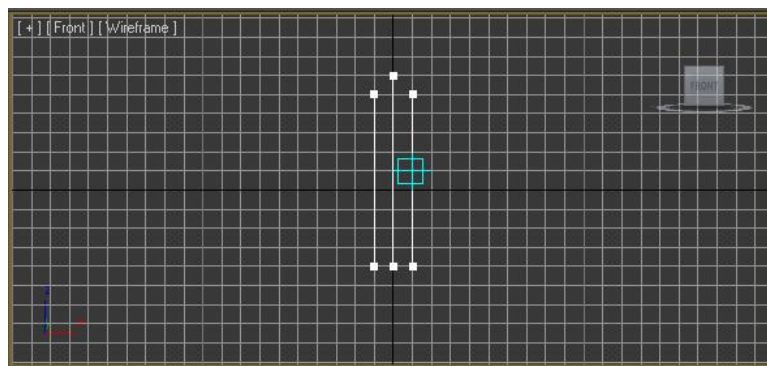 [ + ] [ Front ] [ Wireframe ]
FRONT